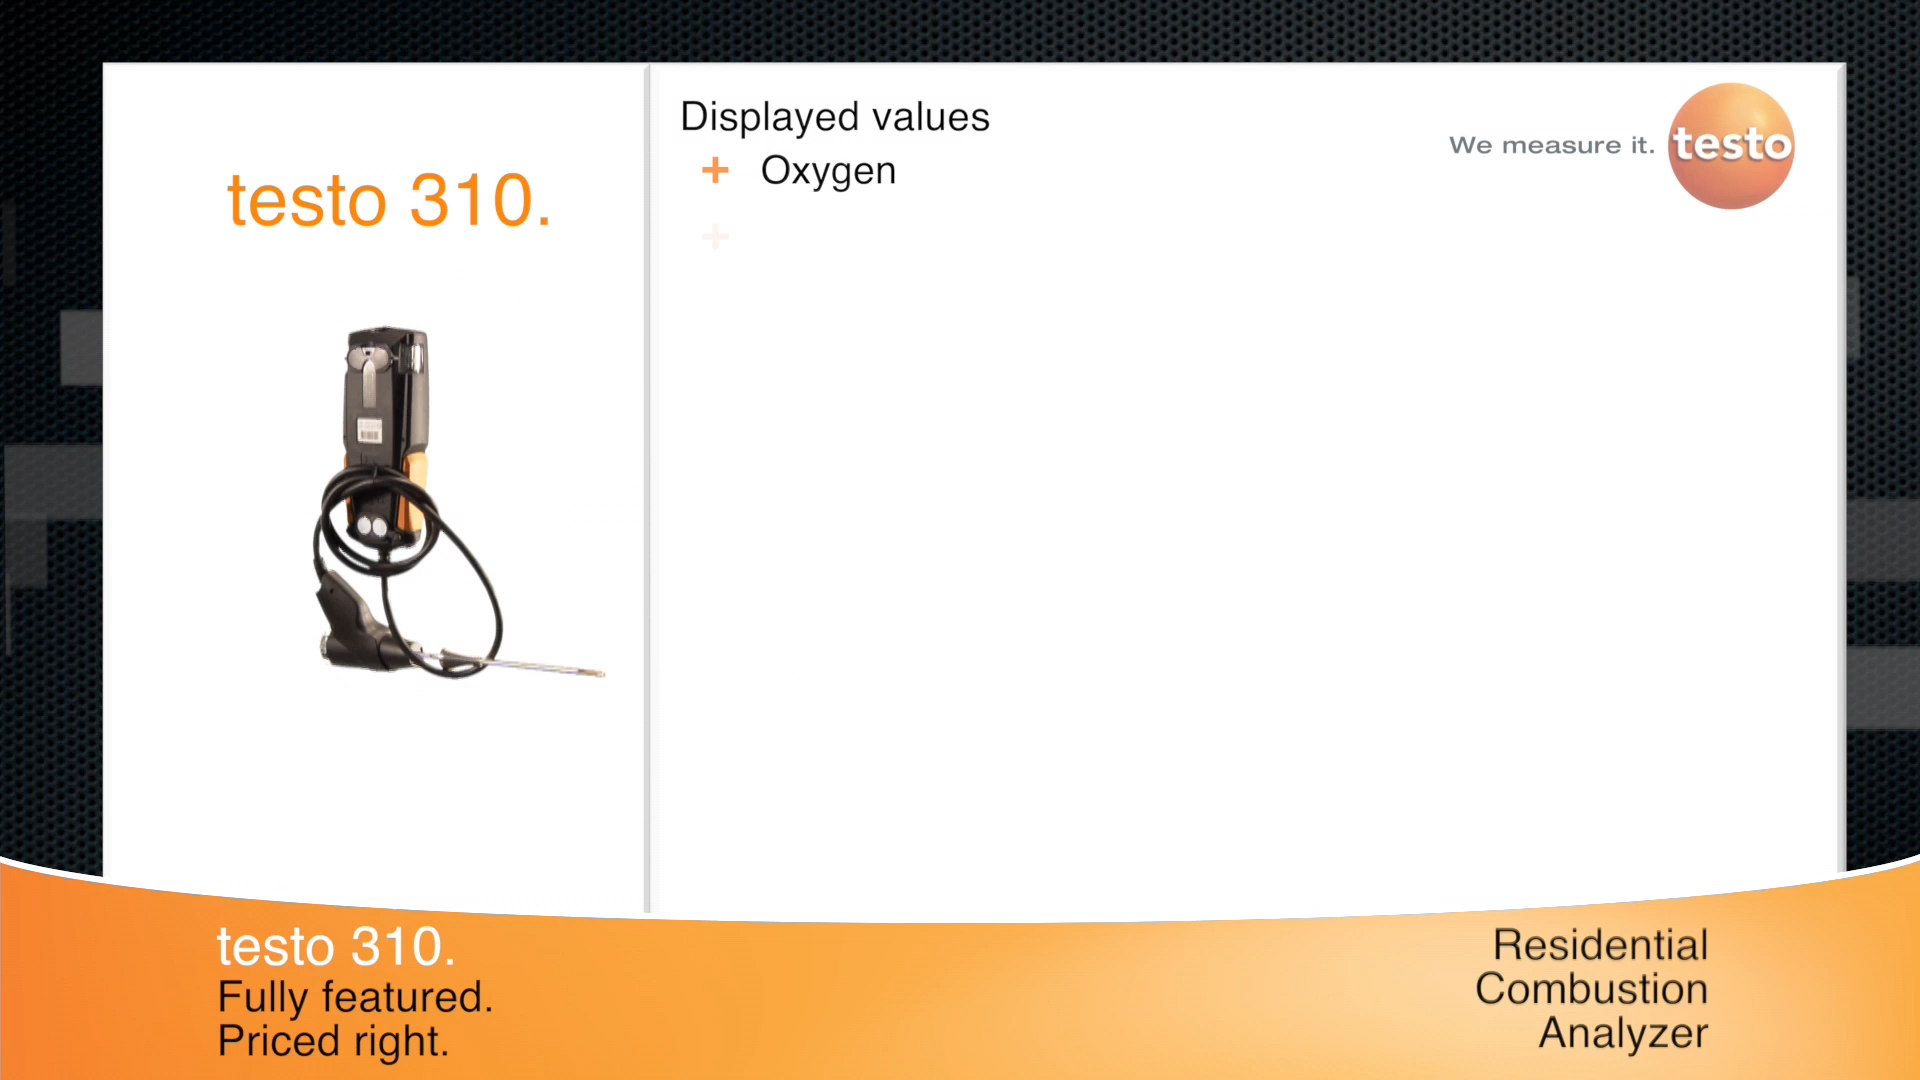 testo 310.
Displayed values
+ Oxygen
+
We measure it. testo
testo 310.
Fully featured.
Priced right.
Residential
Combustion
Analyzer